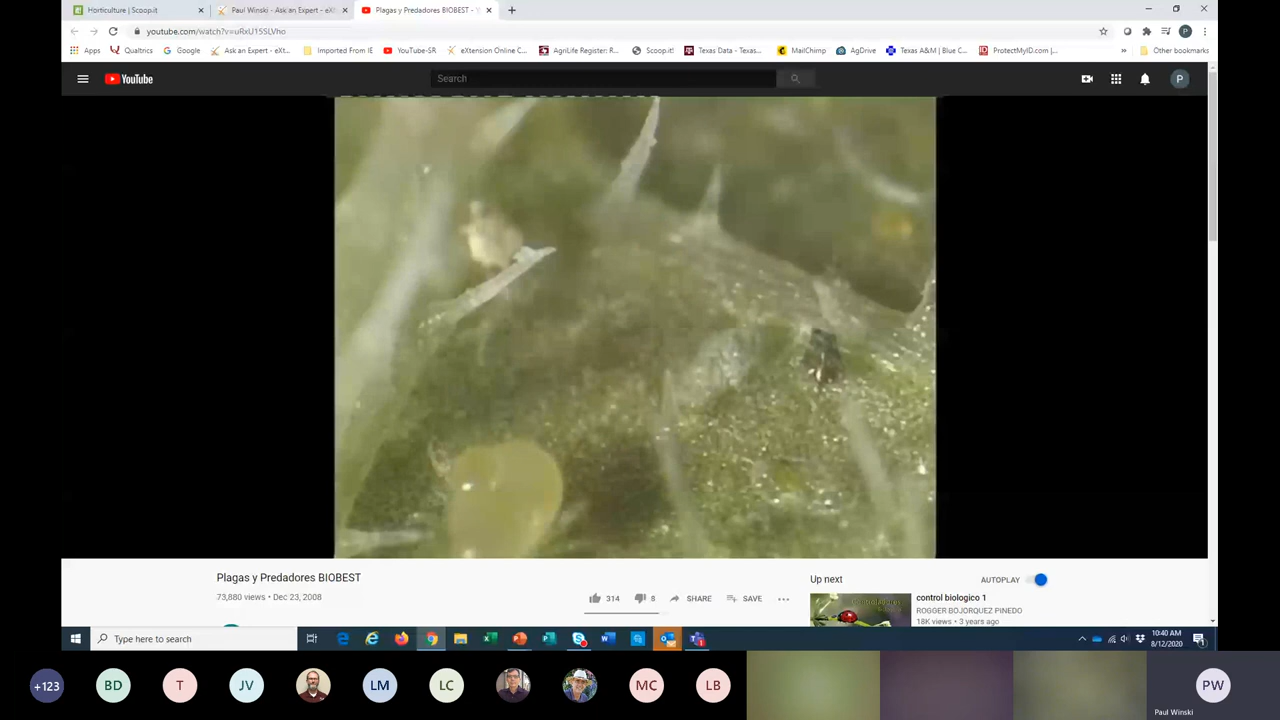 Horticulture | Scoop.it
Paul Winski - Ask an Expert - eXt
Plagas y Predadores BIOBEST -
youtube.com/watch?v=uRxU15SLVho
Apps
Qualtrics
Google
Ask an Expert - eXt...
Imported From IE
YouTube-SR
eXtension Online C...
AgriLife Register: R...
Scoop.it!
Texas Data - Texas...
MailChimp
AgDrive
Texas A&M | Blue C...
ProtectMyID.com |...
Other bookmarks
YouTube
Search
P
Plagas y Predadores BIOBEST
73,880 views • Dec 23, 2008
314
8
SHARE
SAVE
Up next
AUTOPLAY
control biologico 1
ROGGER BOJORQUEZ PINEDO
18K views • 3 years ago
Type here to search
10:40 AM
8/12/2020
+123
BD
T
JV
LM
LC
MC
LB
PW
Paul Winski